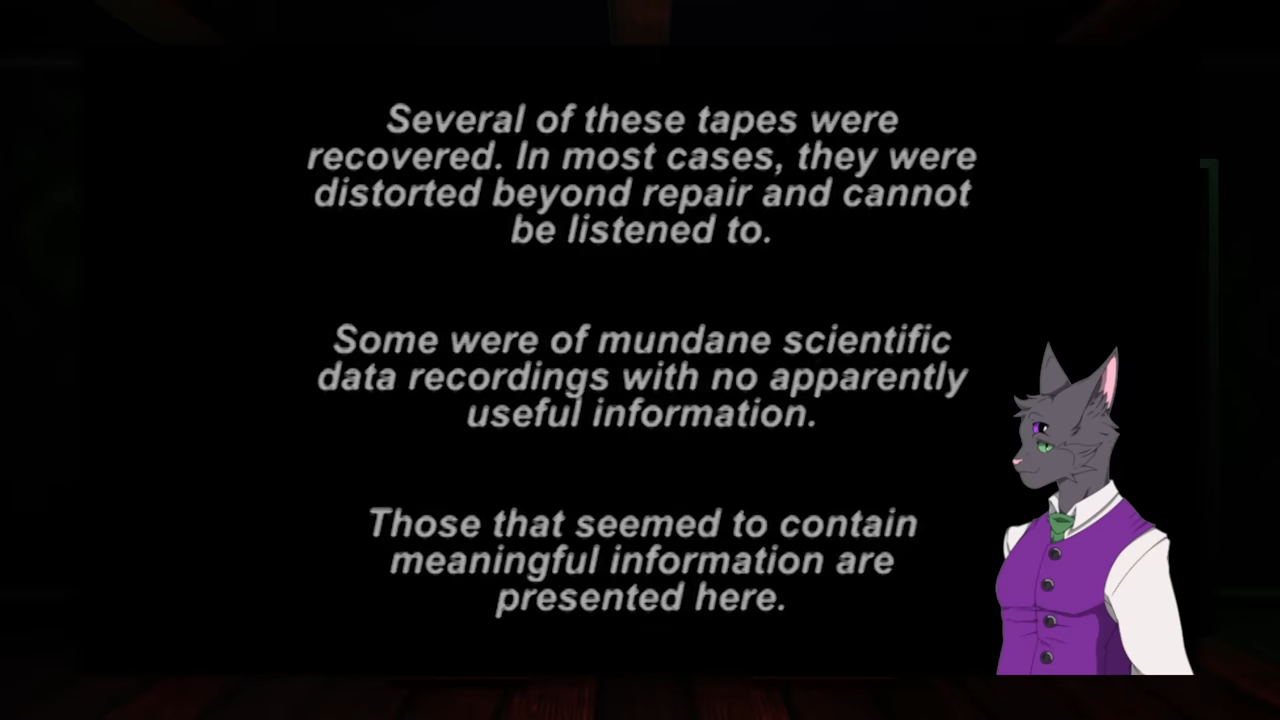 Several of these tapes were
recovered. In most cases, they were
distorted beyond repair and cannot
be listened to.
Some were of mundane scientific
data recordings with no apparently
useful information.
Those that seemed to contain
meaningful information are
presented here.